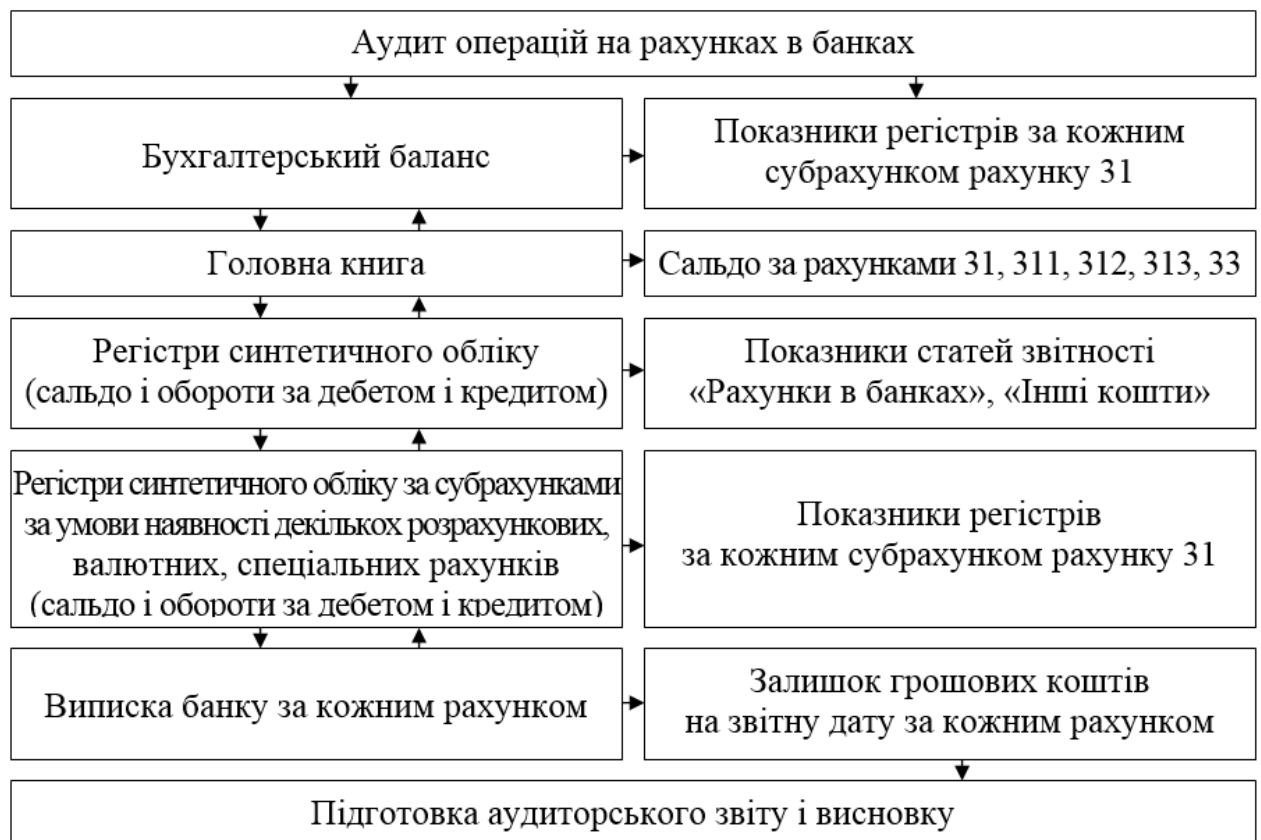 Аудит операцій на рахунках в банках
Бухгалтерський баланс
Показники регістрів за кожним
субрахунком рахунку 31
Головна книга
Сальдо за рахунками 31, 311, 312, 313, 33
Регістри синтетичного обліку
(сальдо і обороти за дебетом і кредитом)
Показники статей звітності
«Рахунки в банках», «Інші кошти»
Регістри синтетичного обліку за субрахунками
за умови наявності декількох розрахункових,
валютних, спеціальних рахунків
(сальдо і обороти за дебетом і кредитом)
Показники регістрів
за кожним субрахунком рахунку 31
Виписка банку за кожним рахунком
Залишок грошових коштів
на звітну дату за кожним рахунком
Підготовка аудиторського звіту і висновку